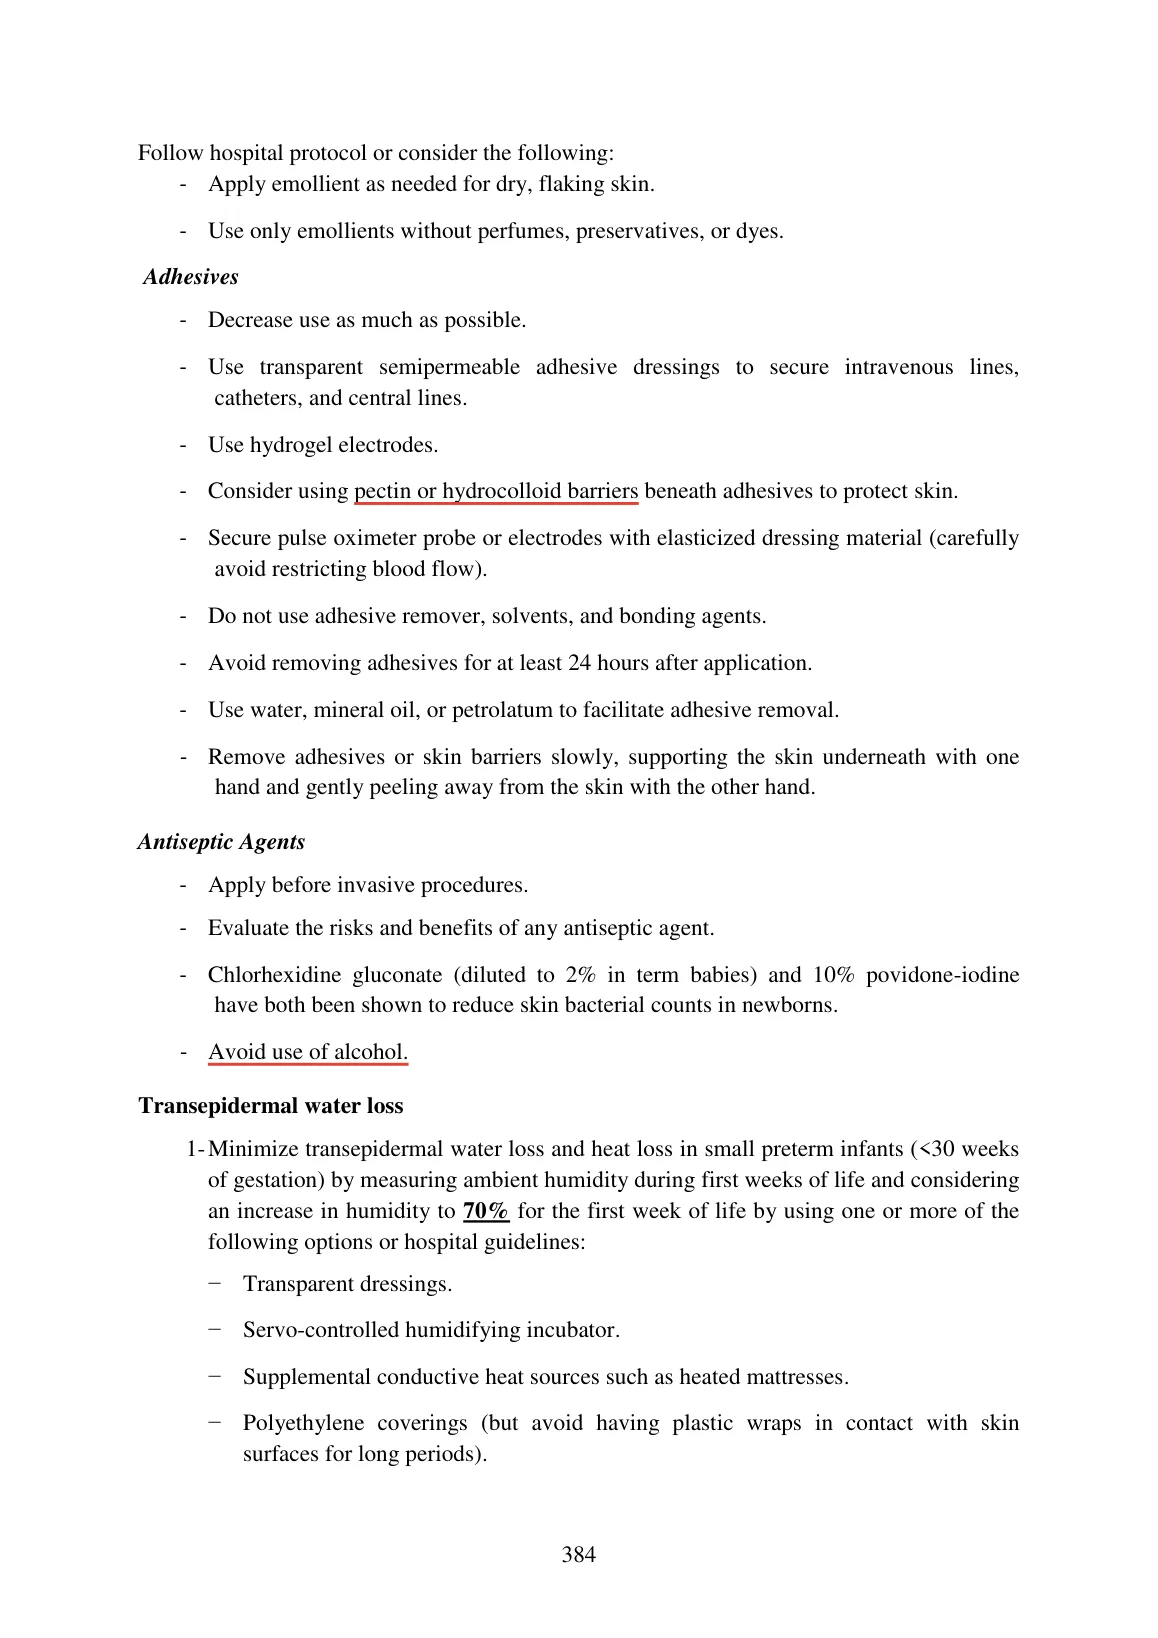 Follow hospital protocol or consider the following:
- Apply emollient as needed for dry, flaking skin.
- Use only emollients without perfumes, preservatives, or dyes.
Adhesives
- Decrease use as much as possible.
- Use transparent semipermeable adhesive dressings to secure intravenous lines,
catheters, and central lines.
- Use hydrogel electrodes.
- Consider using pectin or hydrocolloid barriers beneath adhesives to protect skin.
- Secure pulse oximeter probe or electrodes with elasticized dressing material (carefully
avoid restricting blood flow).
- Do not use adhesive remover, solvents, and bonding agents.
- Avoid removing adhesives for at least 24 hours after application.
- Use water, mineral oil, or petrolatum to facilitate adhesive removal.
- Remove adhesives or skin barriers slowly, supporting the skin underneath with one
hand and gently peeling away from the skin with the other hand.
Antiseptic Agents
- Apply before invasive procedures.
- Evaluate the risks and benefits of any antiseptic agent.
- Chlorhexidine gluconate (diluted to 2% in term babies) and 10% povidone-iodine
have both been shown to reduce skin bacterial counts in newborns.
- Avoid use of alcohol.
Transepidermal water loss
1- Minimize transepidermal water loss and heat loss in small preterm infants (<30 weeks
of gestation) by measuring ambient humidity during first weeks of life and considering
an increase in humidity to 70% for the first week of life by using one or more of the
following options or hospital guidelines:
− Transparent dressings.
− Servo-controlled humidifying incubator.
− Supplemental conductive heat sources such as heated mattresses.
− Polyethylene coverings (but avoid having plastic wraps in contact with skin
surfaces for long periods).
384